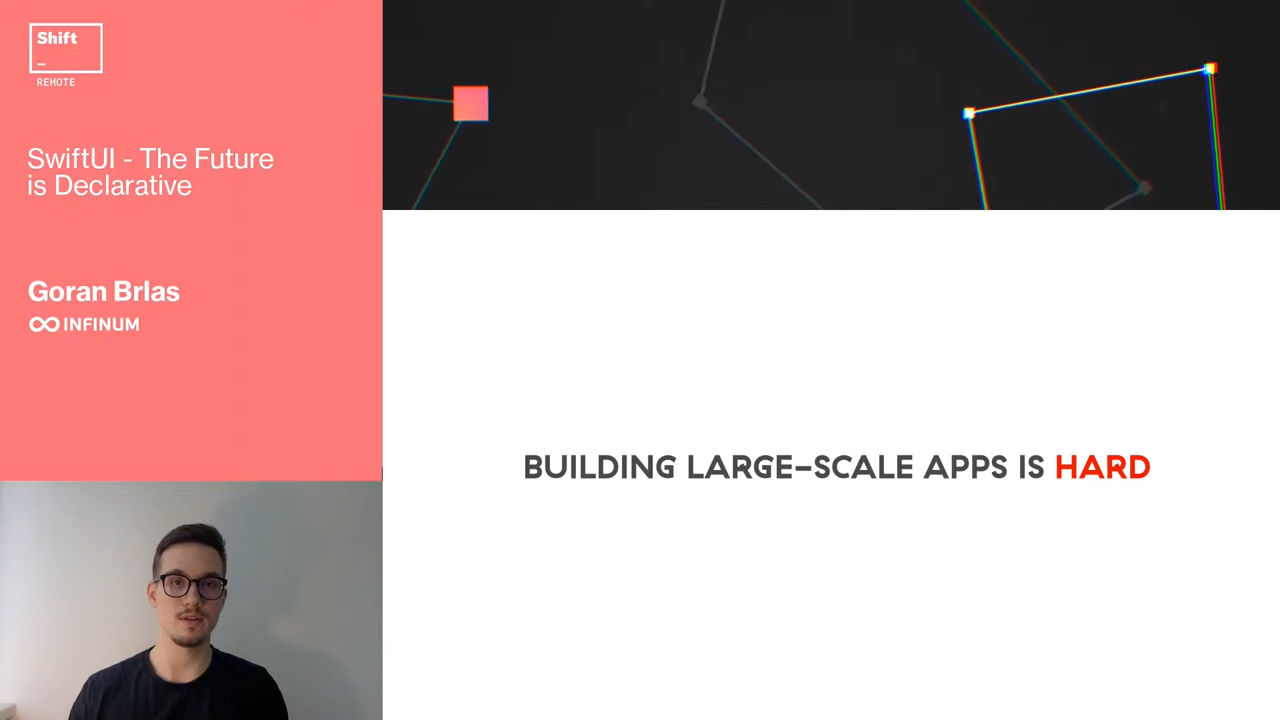 Shift
_
REMOTE
SwiftUI - The Future
is Declarative
Goran Brlas
INFINUM
BUILDING LARGE-SCALE APPS IS HARD